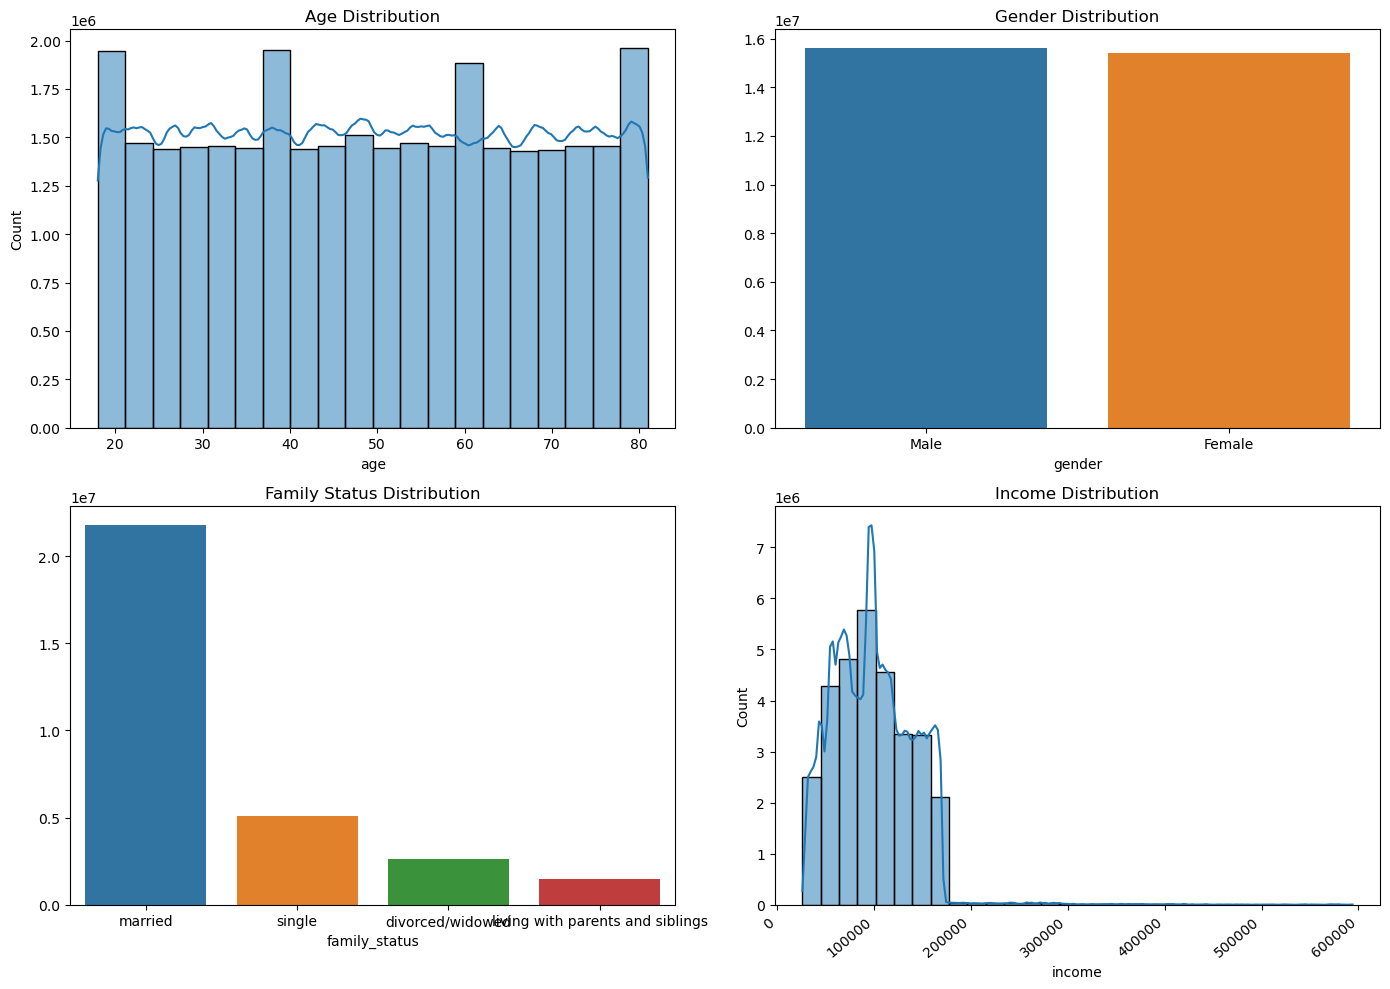 Age Distribution
1e6
2.00
1.75
1.50
1.25
1.00
0.75
0.50
0.25
0.00
Count
20 30 40 50 60 70 80
age
Gender Distribution
1e7
1.6
1.4
1.2
1.0
0.8
0.6
0.4
0.2
0.0
Male Female
gender
Family Status Distribution
1e7
2.0
1.5
1.0
0.5
0.0
married single divorced/widowed living with parents and siblings
family_status
Income Distribution
1e6
7
6
5
4
3
2
1
0
Count
0 100000 200000 300000 400000 500000 600000
income